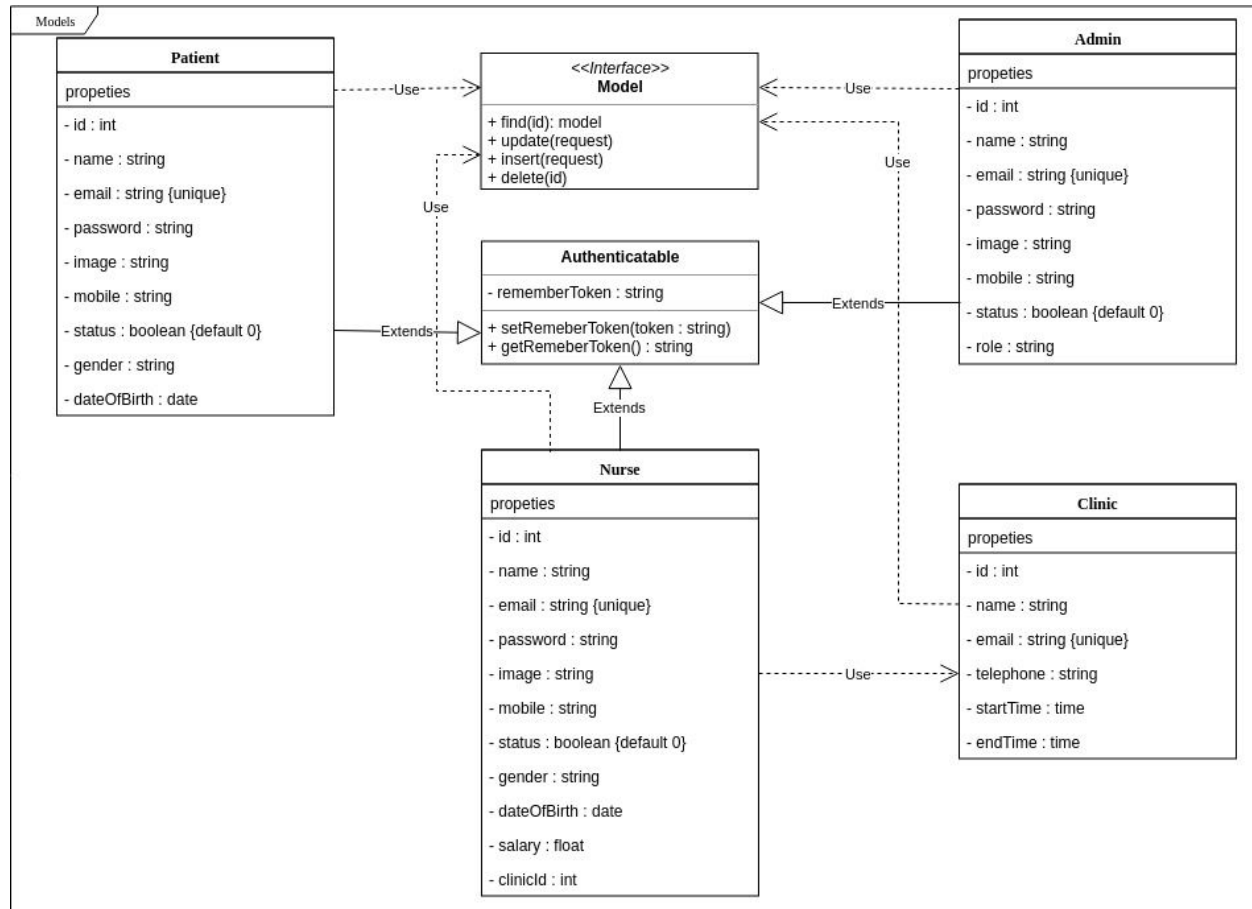 Models
Patient
propeties
- id : int
- name : string
- email : string {unique}
- password : string
- image : string
- mobile : string
- status : boolean {default 0}
- gender : string
- dateOfBirth : date
Use
<<Interface>>
Model
+ find(id): model
+ update(request)
+ insert(request)
+ delete(id)
Use
Admin
propeties
- id : int
- name : string
- email : string {unique}
- password : string
- image : string
- mobile : string
- status : boolean {default 0}
- role : string
Use
Use
Authenticatable
- rememberToken : string
+ setRemeberToken(token : string)
+ getRemeberToken() : string
Extends
Extends
Extends
Nurse
propeties
- id : int
- name : string
- email : string {unique}
- password : string
- image : string
- mobile : string
- status : boolean {default 0}
- gender : string
- dateOfBirth : date
- salary : float
- clinicId : int
Use
Clinic
propeties
- id : int
- name : string
- email : string {unique}
- telephone : string
- startTime : time
- endTime : time